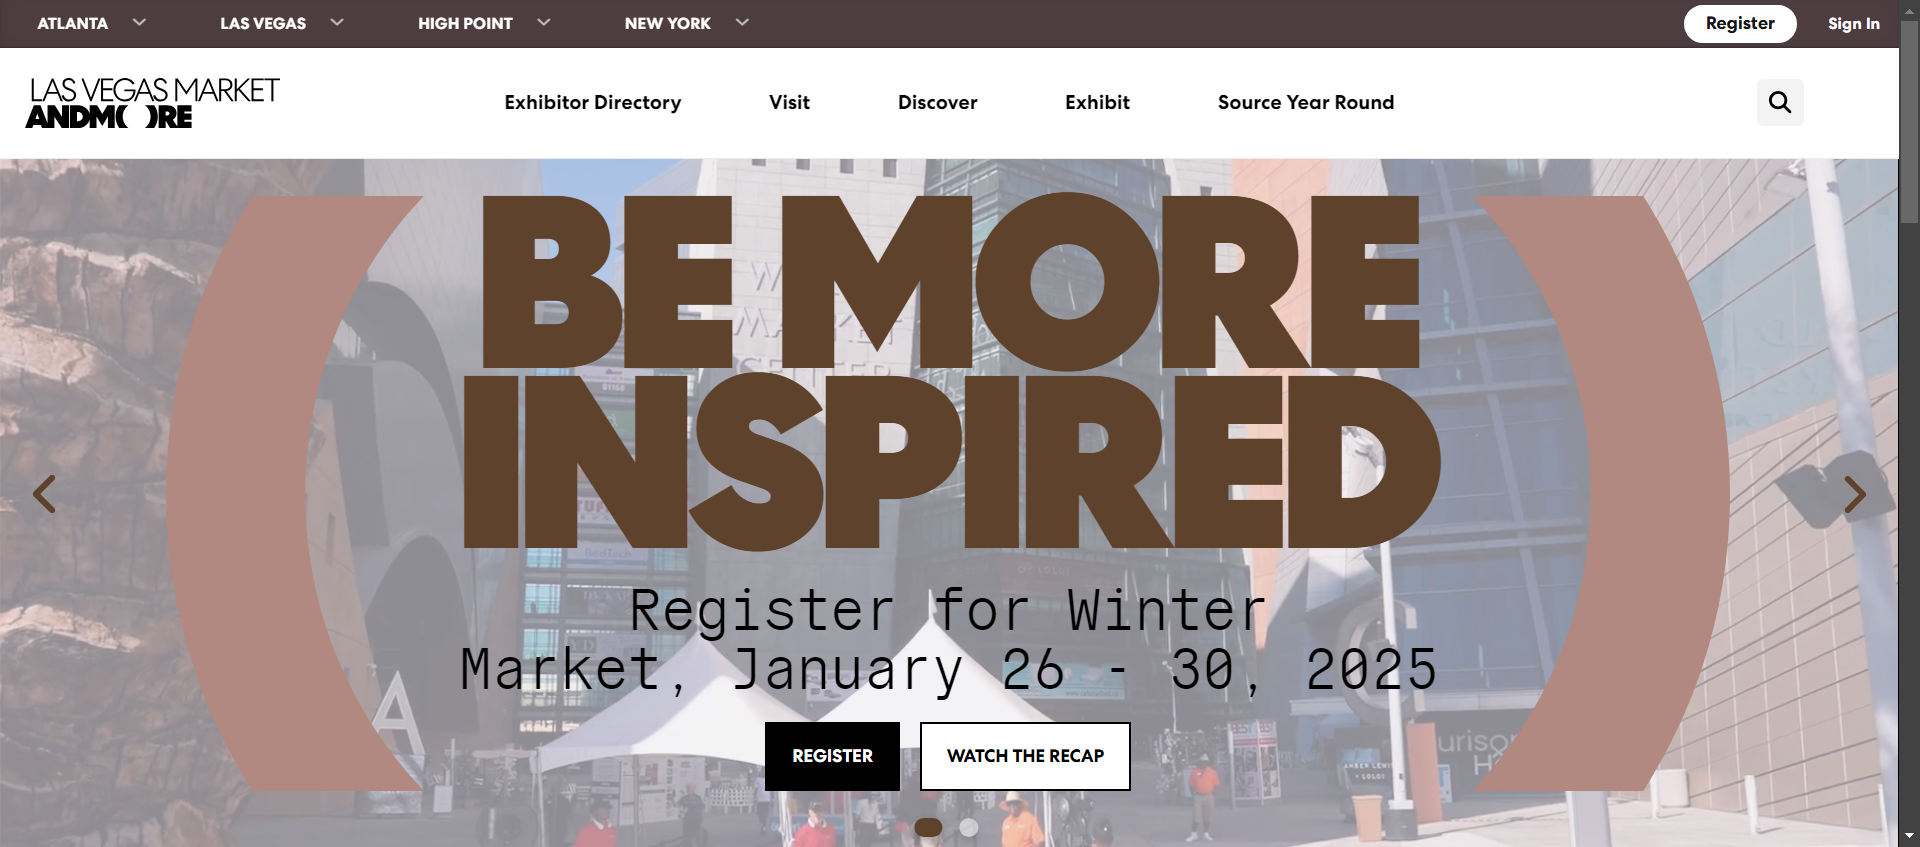 ATLANTA
LAS VEGAS
HIGH POINT
NEW YORK
Register
Sign In
LAS VEGAS MARKET
ANDMO( )RE
Exhibitor Directory
Visit
Discover
Exhibit
Source Year Round
BE MORE
INSPIRED
Register for Winter
Market, January 26 - 30, 2025
REGISTER
WATCH THE RECAP